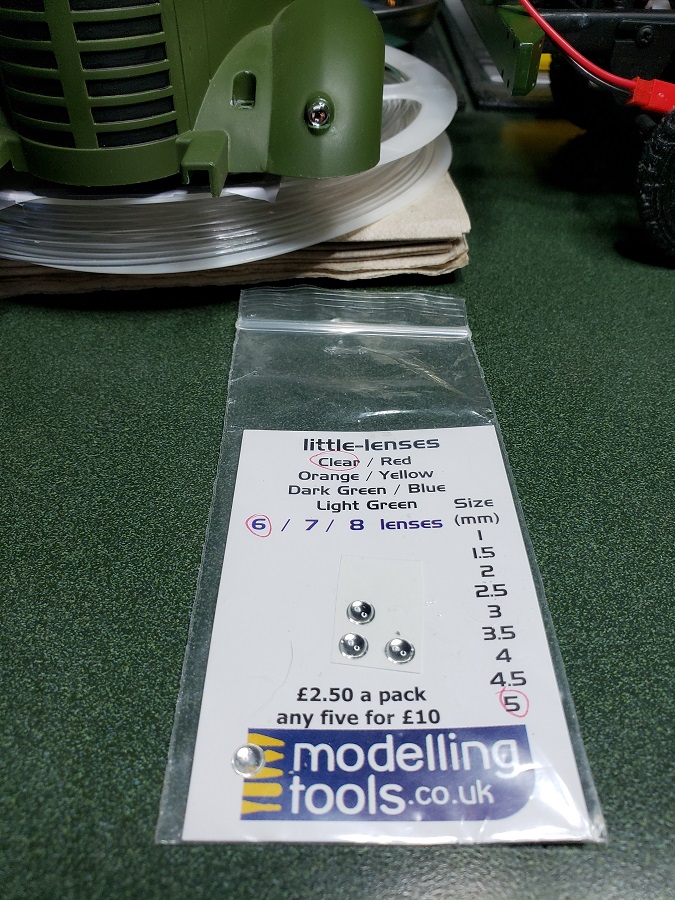 little-lenses
Clear / Red
Orange / Yellow
Dark Green / Blue
Light Green
6 / 7 / 8 lenses
Size
(mm)
1
1.5
2
2.5
3
3.5
4
4.5
5
£2.50 a pack
any five for £10
modelling
tools.co.uk